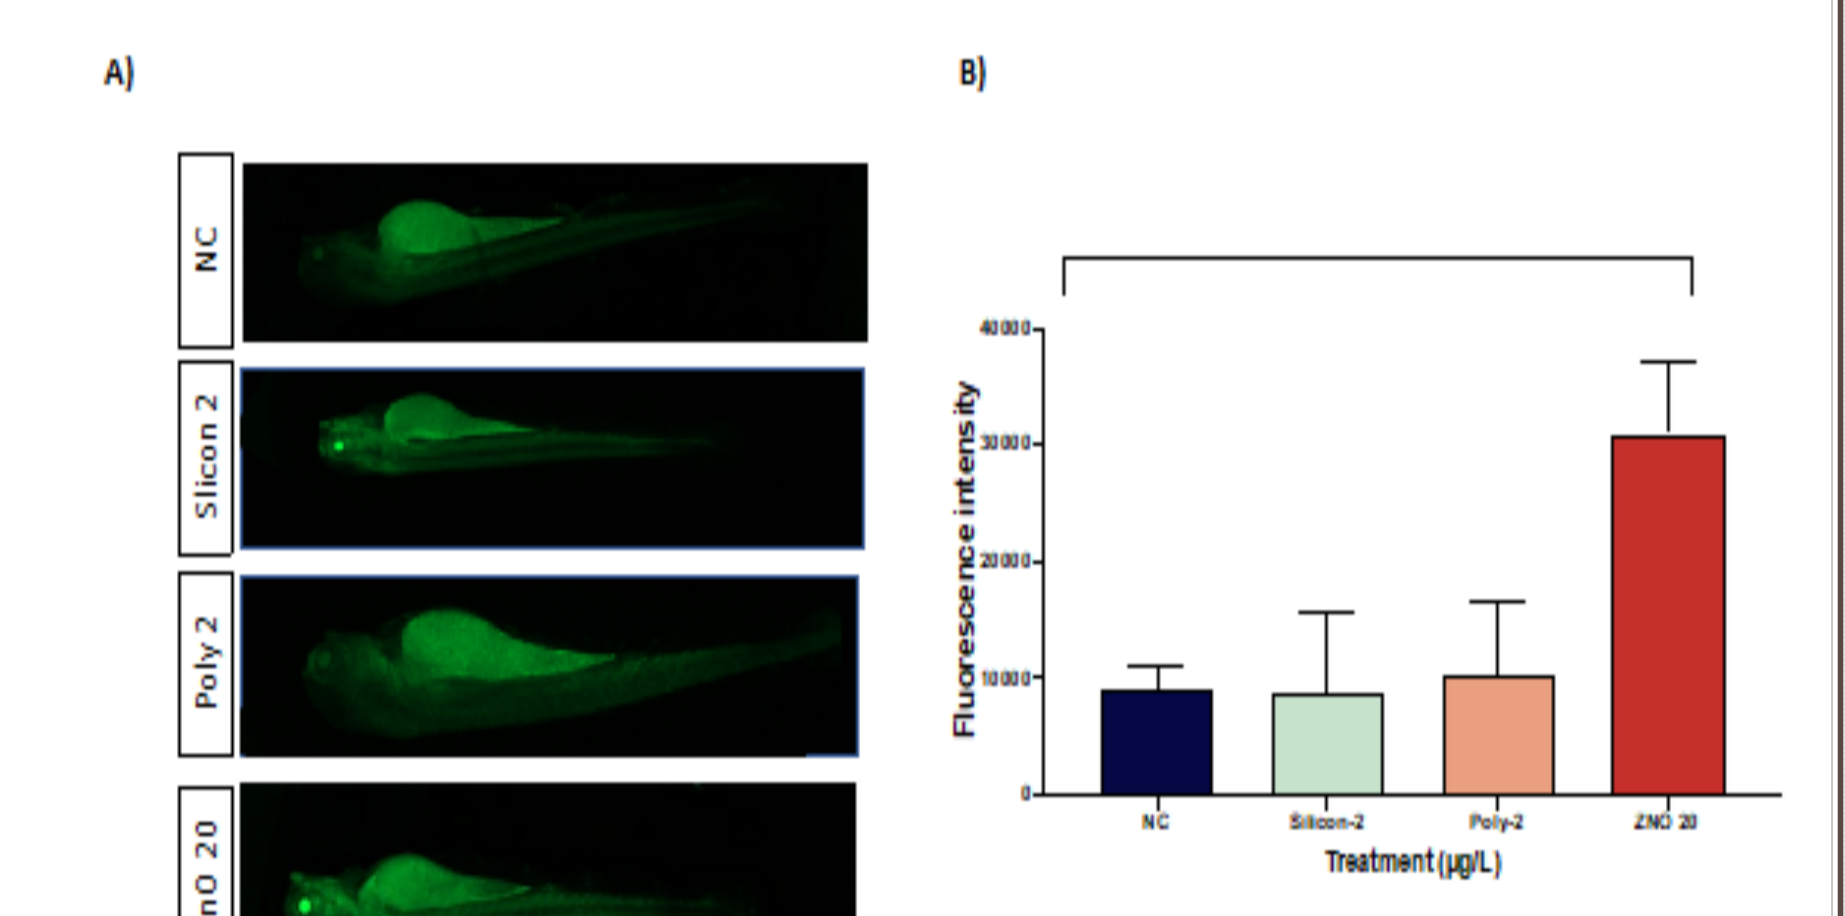 A)
B)
NC
Slicon 2
Poly 2
nO 20
Fluorescence intensity
40000
30000
20000
10000
0
NC
Silicon-2
Poly-2
ZNO 20
Treatment (µg/L)